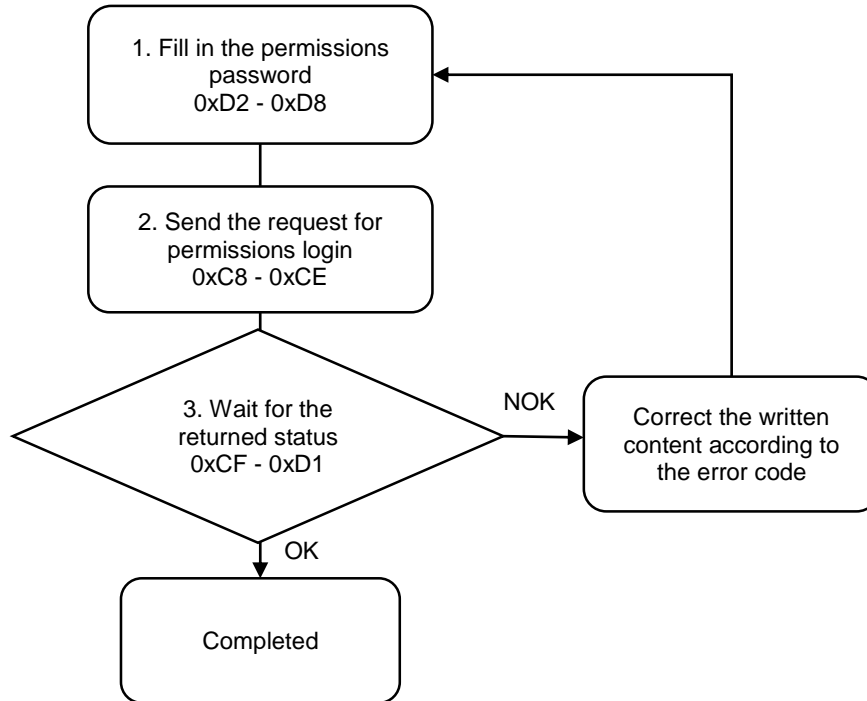 1. Fill in the permissions
password
0xD2 - 0xD8
2. Send the request for
permissions login
0xC8 - 0xCE
3. Wait for the
returned status
0xCF - 0xD1
NOK
Correct the written
content according to
the error code
OK
Completed